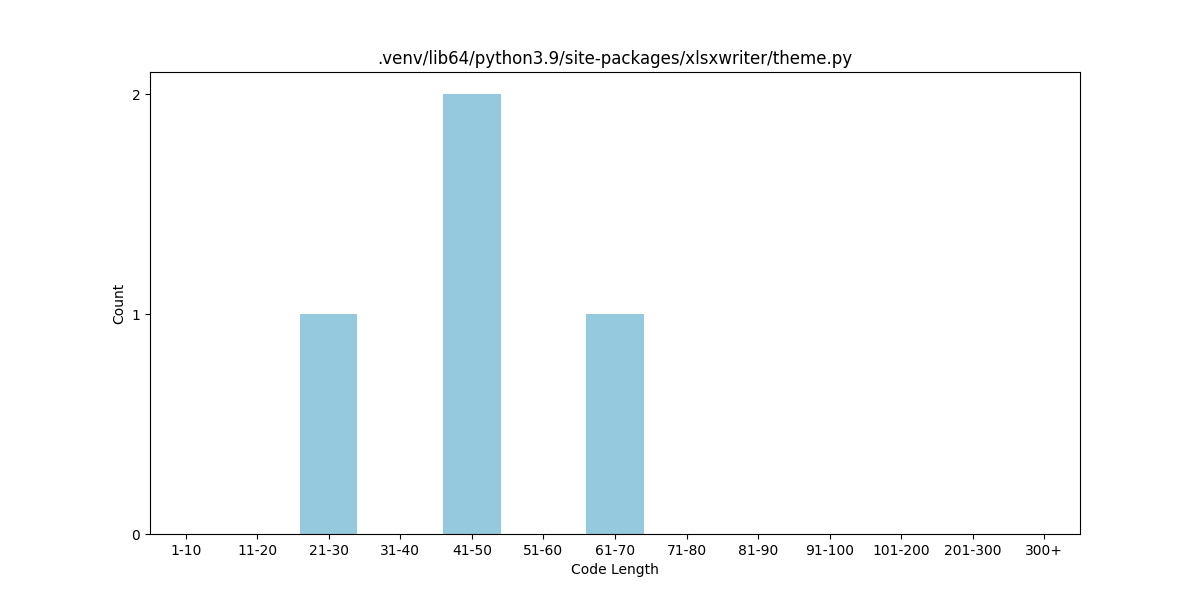 .venv/lib64/python3.9/site-packages/xlsxwriter/theme.py
2
1
0
Count
1-10 11-20 21-30 31-40 41-50 51-60 61-70 71-80 81-90 91-100 101-200 201-300 300+
Code Length